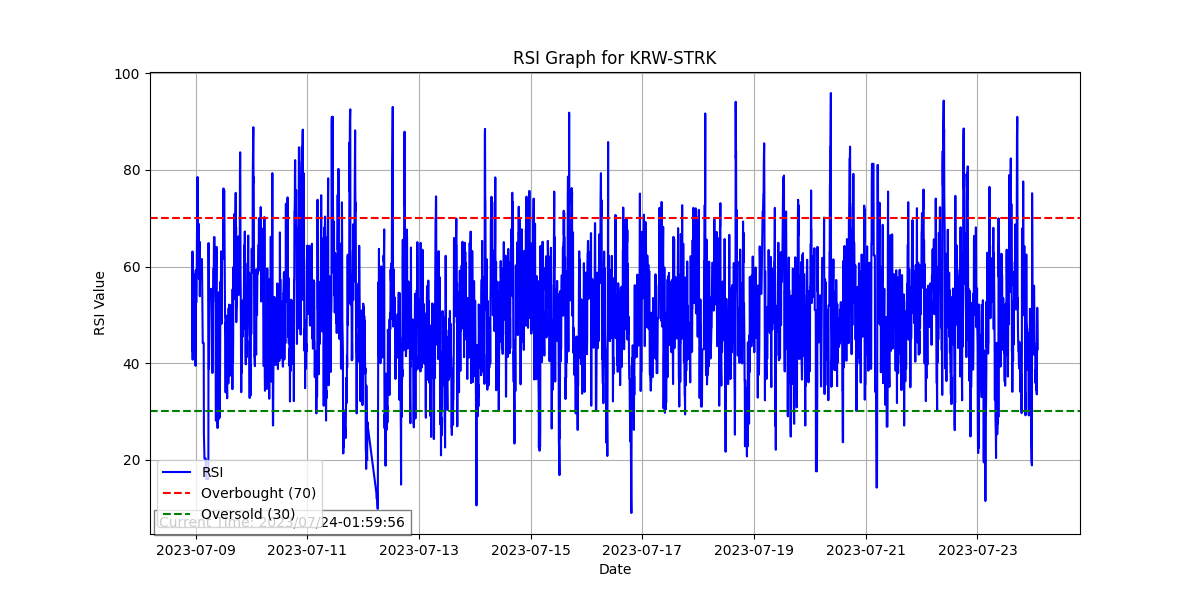 RSI Graph for KRW-STRK
100
80
60
40
20
RSI Value
RSI
Overbought (70)
Oversold (30)
Current Time: 2023/07/24-01:59:56
2023-07-09 2023-07-11 2023-07-13 2023-07-15 2023-07-17 2023-07-19 2023-07-21 2023-07-23
Date